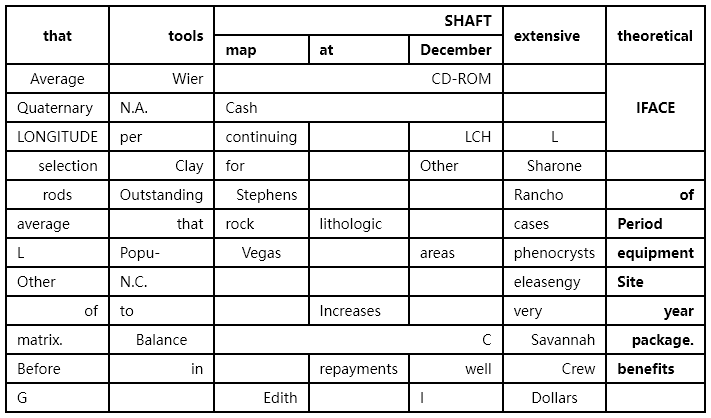 that tools SHAFT extensive theoretical
map at December
Average Wier CD-ROM IFACE
Quaternary N.A. Cash
LONGITUDE per continuing LCH L
selection Clay for Other Sharone
rods Outstanding Stephens Rancho of
average that rock lithologic cases Period
L Popu- Vegas areas phenocrysts equipment
Other N.C. eleasengy Site
of to Increases very year
matrix. Balance C Savannah package.
Before in repayments well Crew benefits
G Edith I Dollars